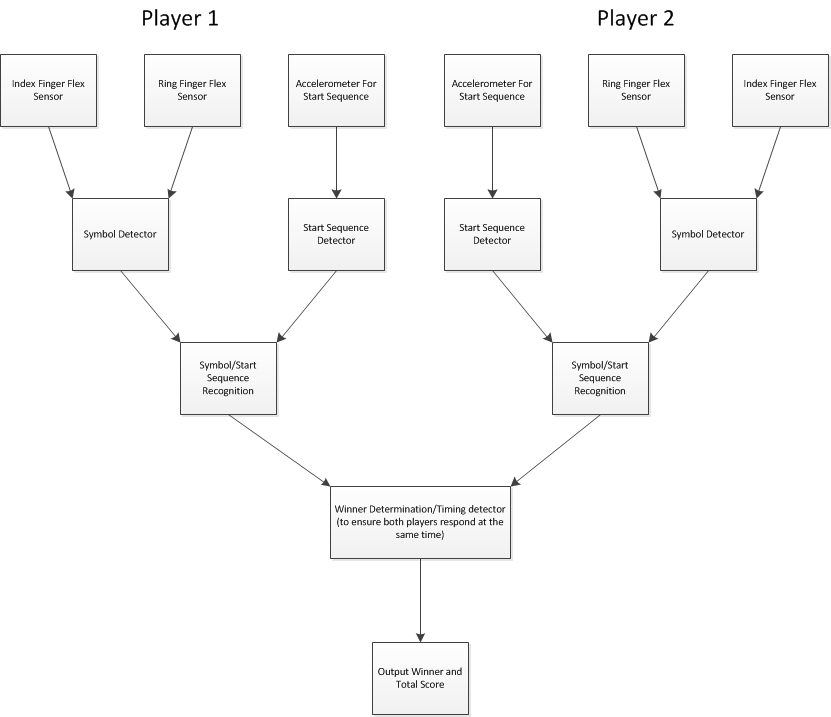 Player 1
Player 2
Index Finger Flex
Sensor
Ring Finger Flex
Sensor
Accelerometer For
Start Sequence
Accelerometer For
Start Sequence
Ring Finger Flex
Sensor
Index Finger Flex
Sensor
Symbol Detector
Start Sequence
Detector
Start Sequence
Detector
Symbol Detector
Symbol/Start
Sequence
Recognition
Symbol/Start
Sequence
Recognition
Winner Determination/Timing detector
(to ensure both players respond at the
same time)
Output Winner and
Total Score